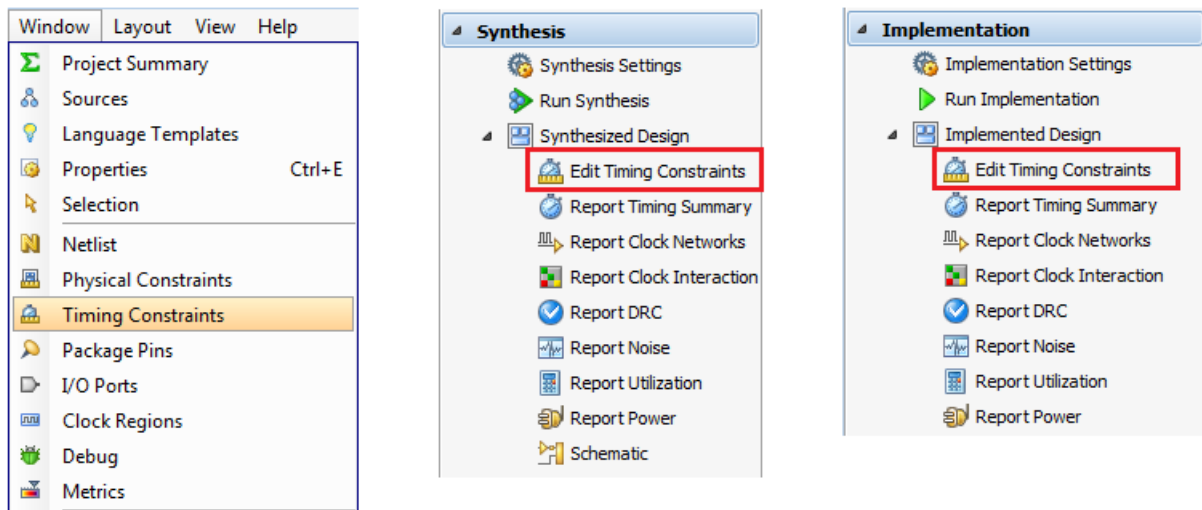 Window Layout View Help
Project Summary
Sources
Language Templates
Properties Ctrl+E
Selection
Netlist
Physical Constraints
Timing Constraints
Package Pins
I/O Ports
Clock Regions
Debug
Metrics
Synthesis
Synthesis Settings
Run Synthesis
Synthesized Design
Edit Timing Constraints
Report Timing Summary
Report Clock Networks
Report Clock Interaction
Report DRC
Report Noise
Report Utilization
Report Power
Schematic
Implementation
Implementation Settings
Run Implementation
Implemented Design
Edit Timing Constraints
Report Timing Summary
Report Clock Networks
Report Clock Interaction
Report DRC
Report Noise
Report Utilization
Report Power